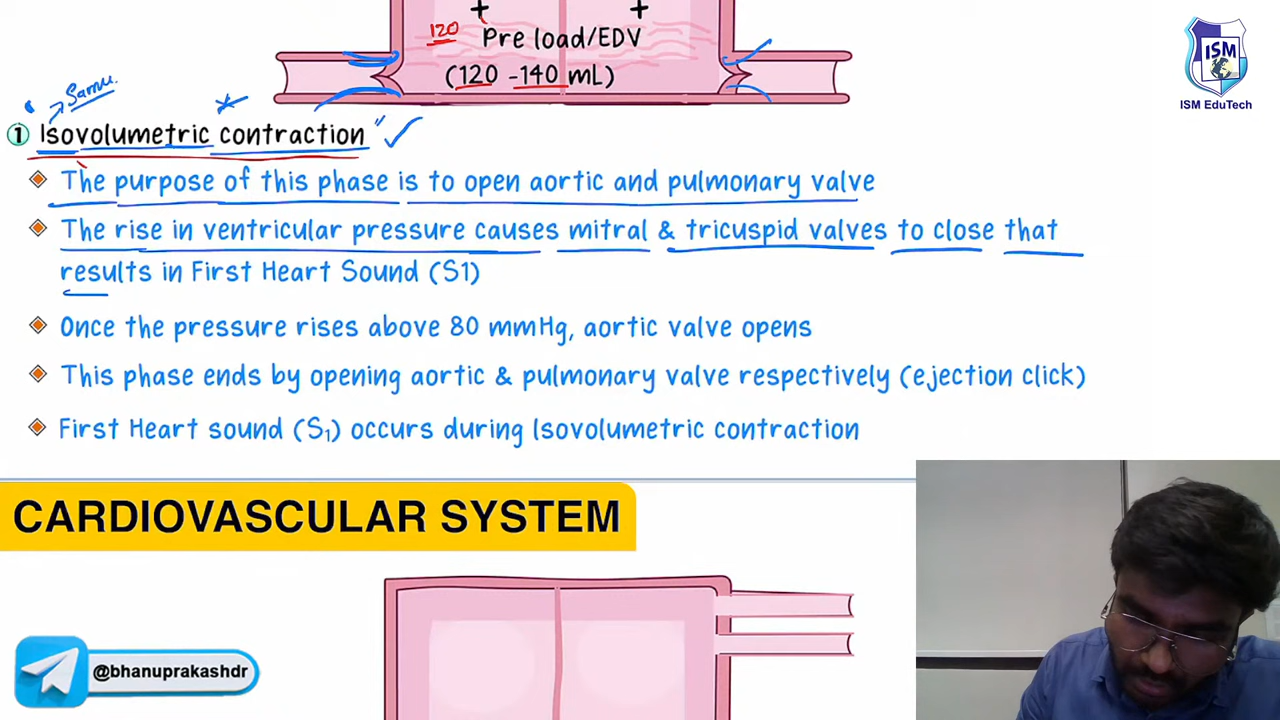 + +
120 Pre load/EDV
(120 -140 mL)
ISM
ISM EduTech
① Isovolumetric contraction
The purpose of this phase is to open aortic and pulmonary valve
The rise in ventricular pressure causes mitral & tricuspid valves to close that
results in First Heart Sound (S1)
Once the pressure rises above 80 mmHg, aortic valve opens
This phase ends by opening aortic & pulmonary valve respectively (ejection click)
First Heart sound (S₁) occurs during Isovolumetric contraction
CARDIOVASCULAR SYSTEM
@bhanuprakashdr